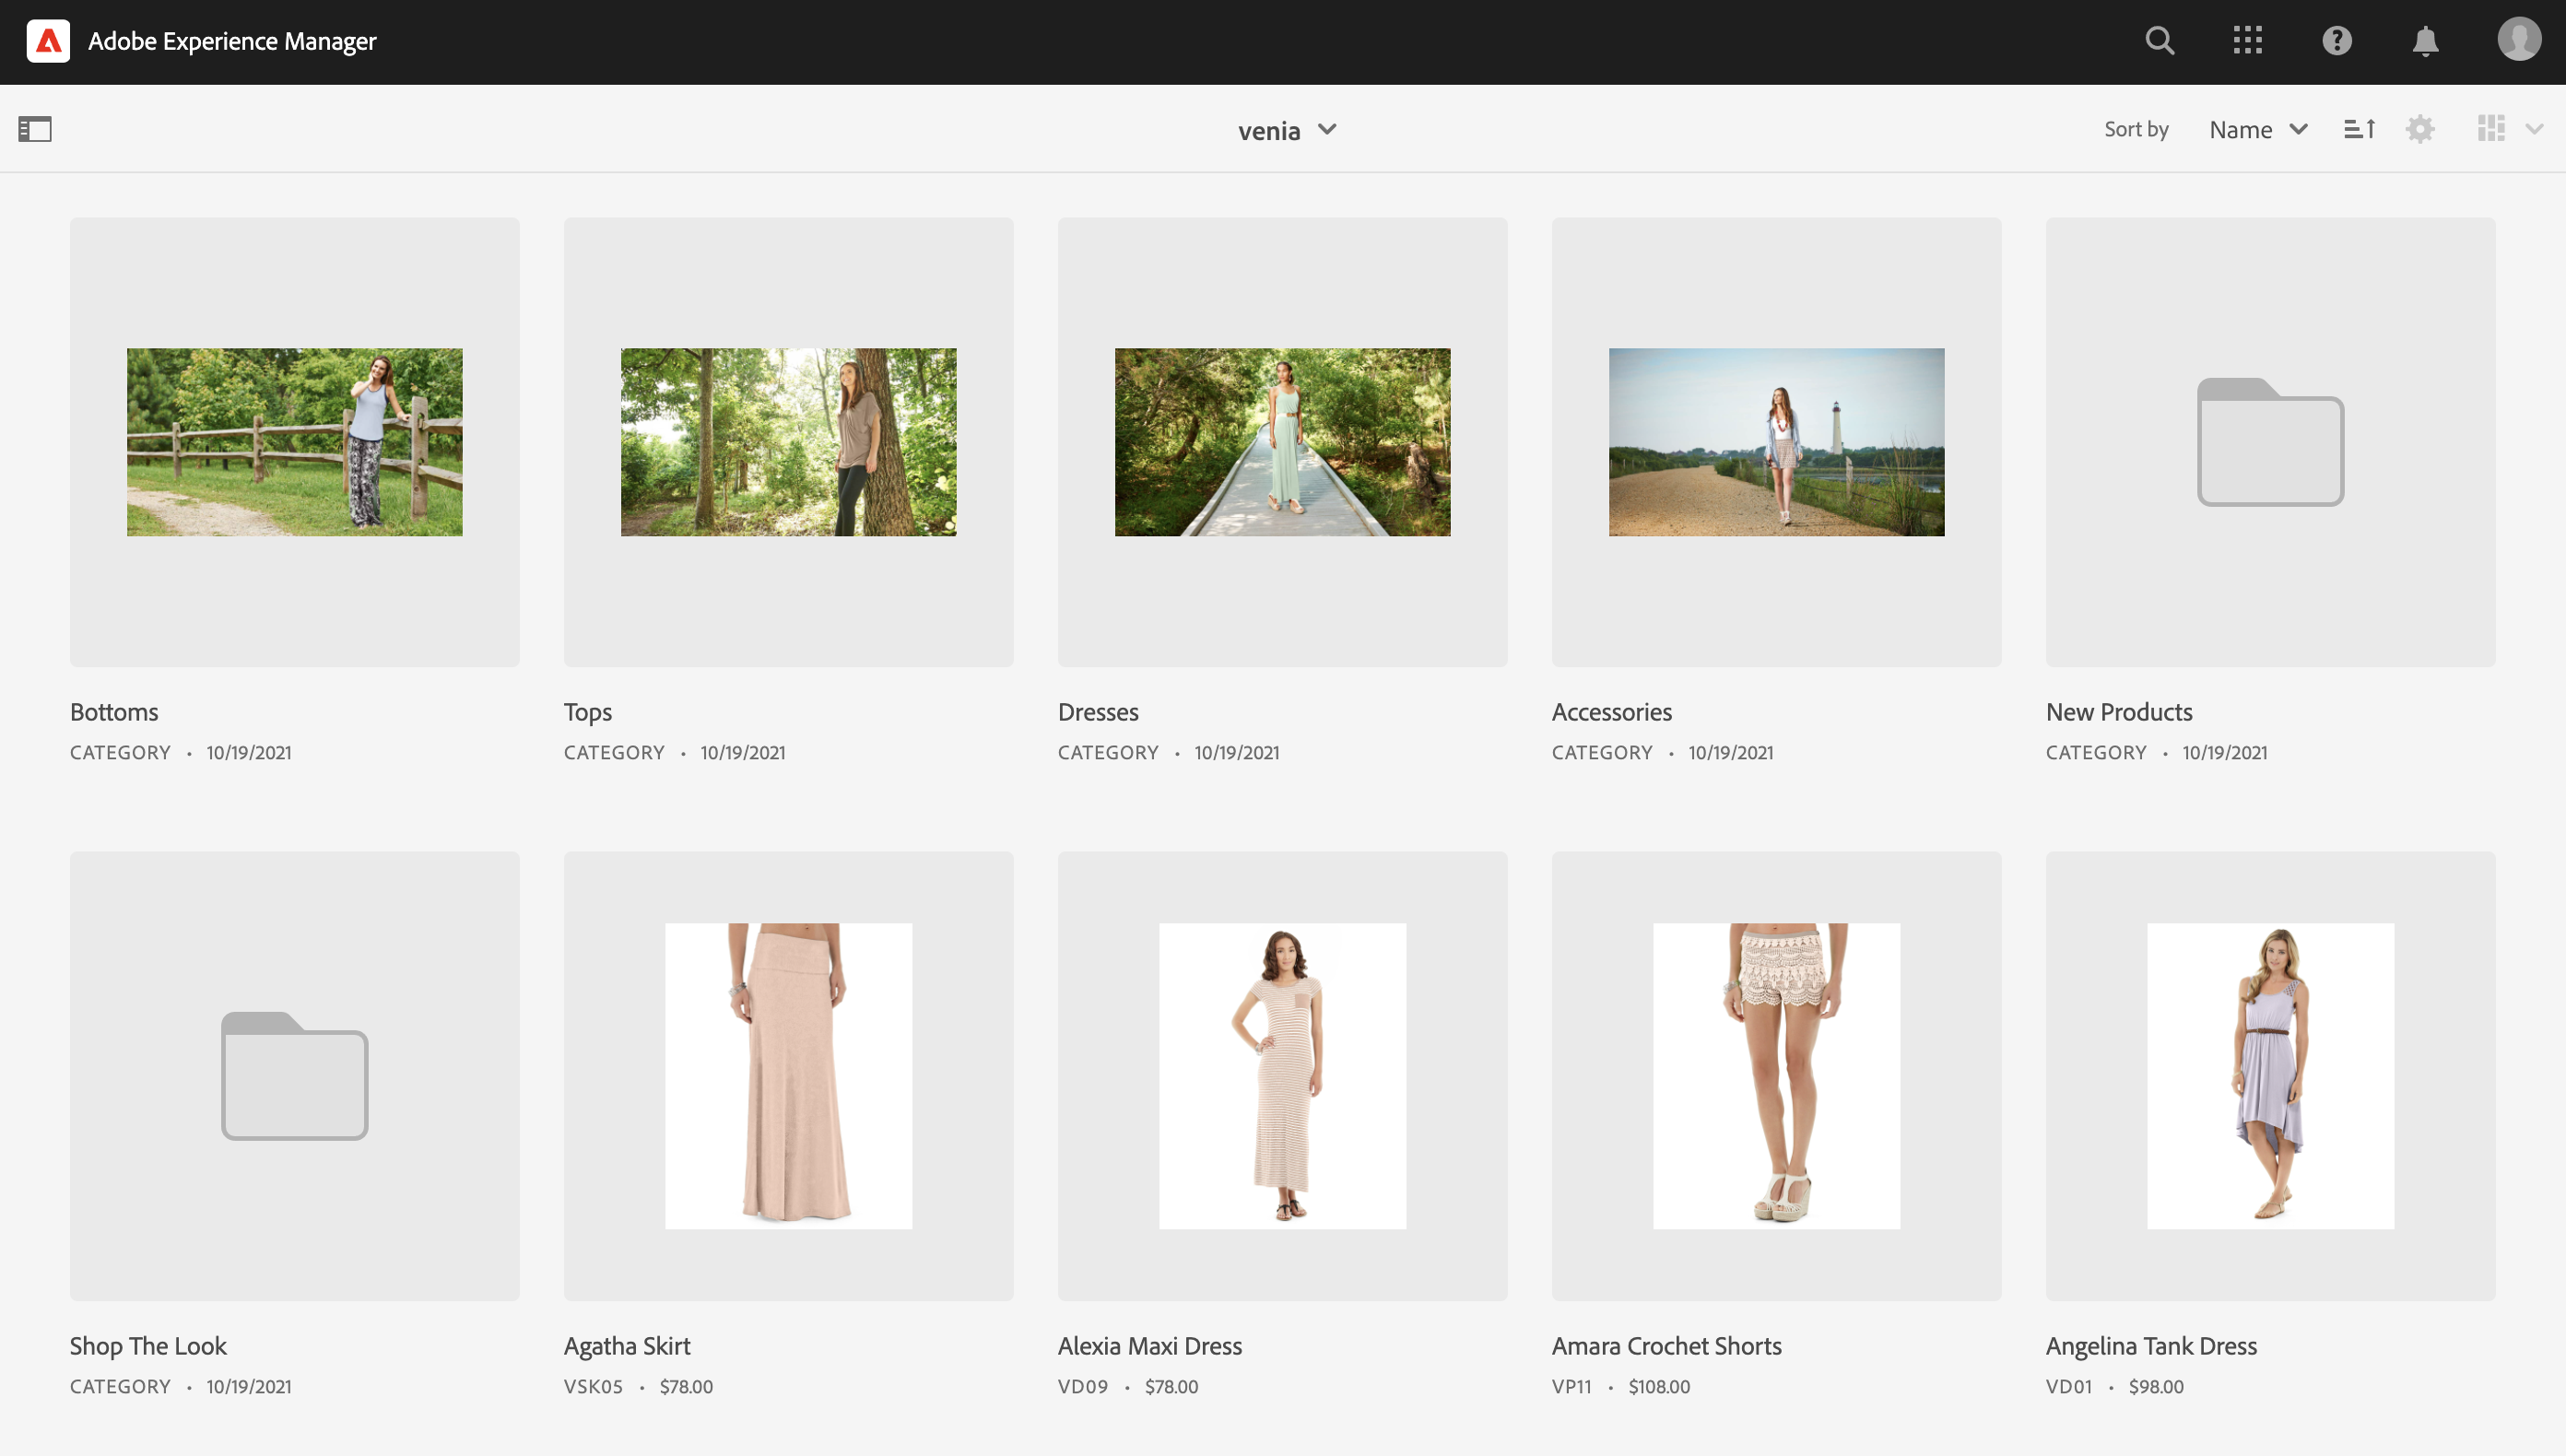 Adobe Experience Manager
venia
Sort by Name
Bottoms
CATEGORY • 10/19/2021
Tops
CATEGORY • 10/19/2021
Dresses
CATEGORY • 10/19/2021
Accessories
CATEGORY • 10/19/2021
New Products
CATEGORY • 10/19/2021
Shop The Look
CATEGORY • 10/19/2021
Agatha Skirt
VSK05 • $78.00
Alexia Maxi Dress
VD09 • $78.00
Amara Crochet Shorts
VP11 • $108.00
Angelina Tank Dress
VD01 • $98.00